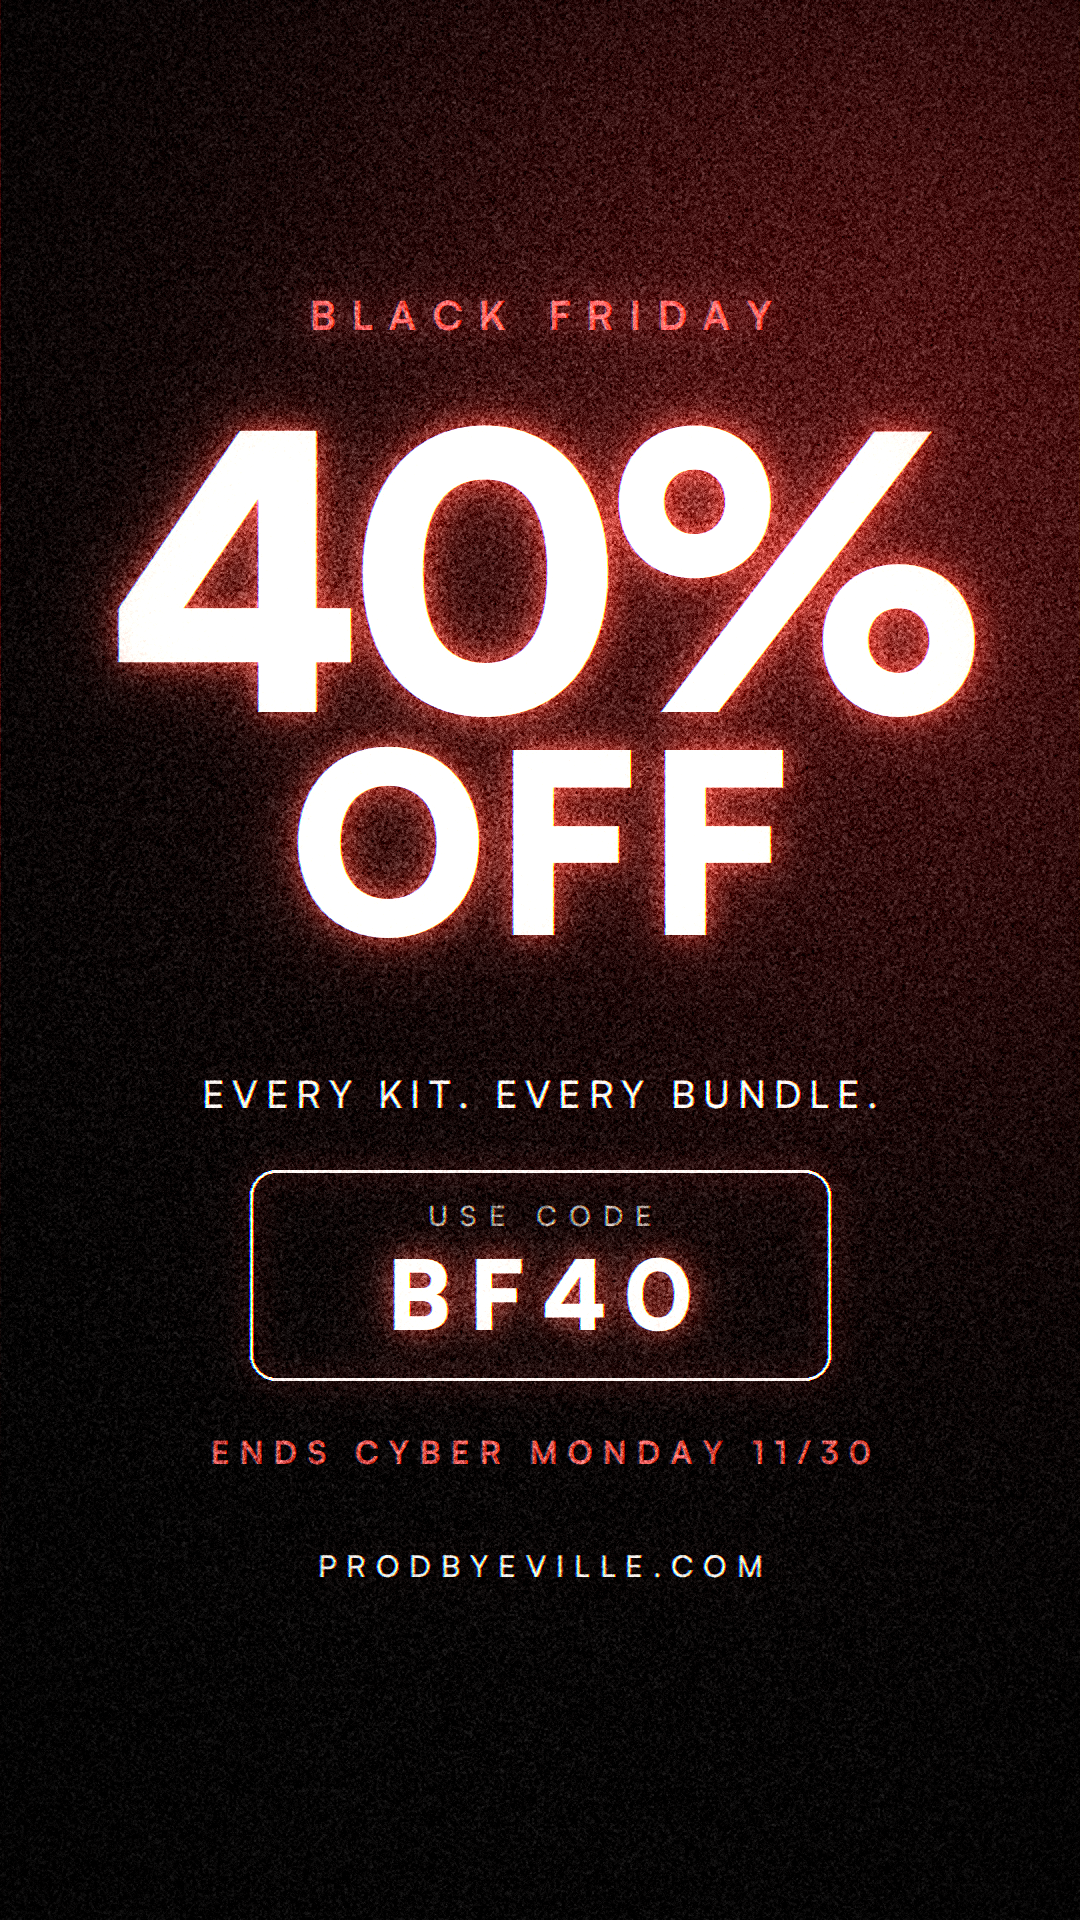 BLACK FRIDAY
40%
OFF
EVERY KIT. EVERY BUNDLE.
USE CODE
BF40
ENDS CYBER MONDAY 11/30
PRODBYEVILLE.COM